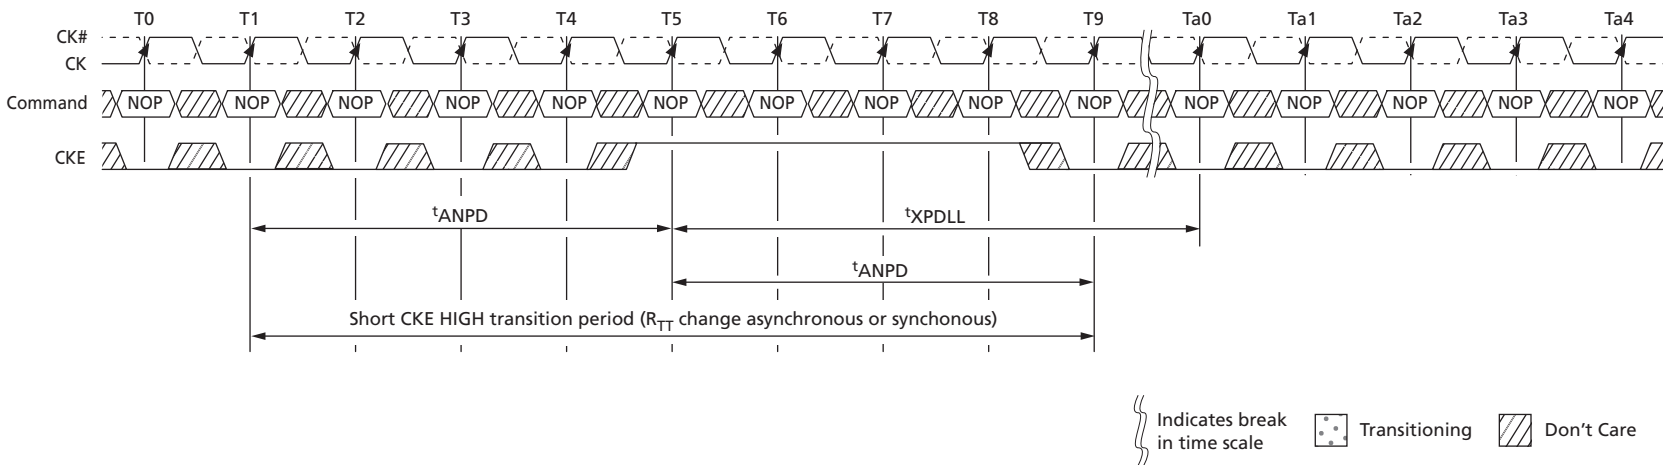 T0 T1 T2 T3 T4 T5 T6 T7 T8 T9 Ta0 Ta1 Ta2 Ta3 Ta4
CK#
CK
Command NOP NOP NOP NOP NOP NOP NOP NOP NOP NOP NOP NOP NOP NOP NOP
CKE
tANPD tXPDLL
tANPD
Short CKE HIGH transition period (RTT change asynchronous or synchonous)
Indicates break
in time scale
Transitioning
Don't Care